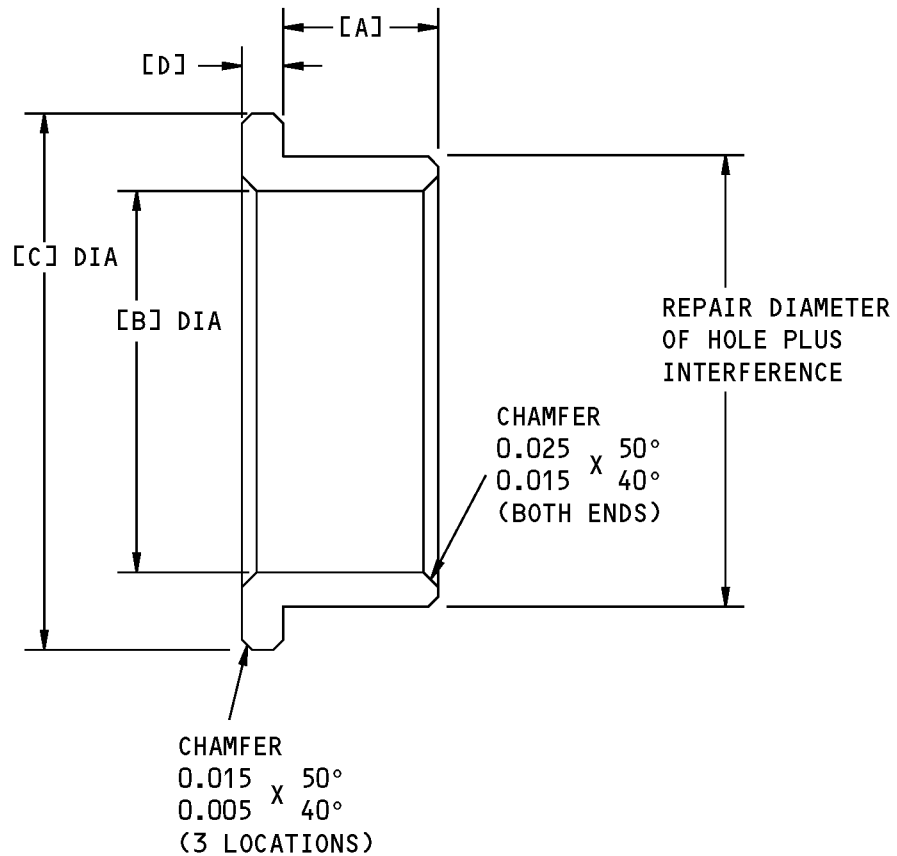 [A]
[D]
[C] DIA
[B] DIA
REPAIR DIAMETER
OF HOLE PLUS
INTERFERENCE
CHAMFER
0.025 X 50°
0.015 40°
(BOTH ENDS)
CHAMFER
0.015 X 50°
0.005 40°
(3 LOCATIONS)